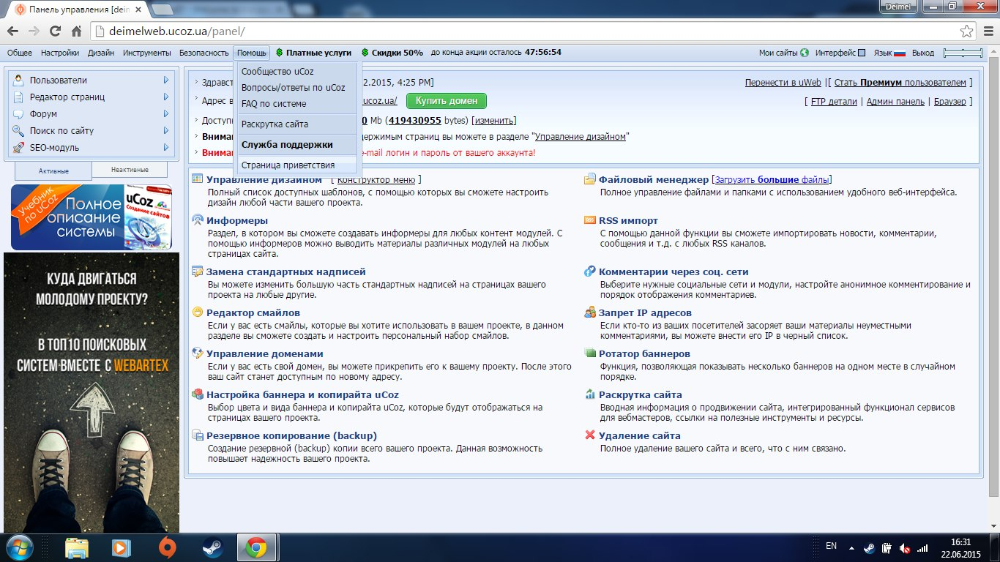 Панель управления [dein
Deimel
deimelweb.ucoz.ua/panel/
Общее Настройки Дизайн Инструменты Безопасность Помощь Платные услуги Скидки 50% до конца акции осталось 47:56:54 Мои сайты Интерфейс Язык Выход
Пользователи
Редактор страниц
Форум
Поиск по сайту
SEO-модуль
Активные Неактивные
Учебник по uCoz
Полное описание системы
uCoz
Создание сайтов
КУДА ДВИГАТЬСЯ
МОЛОДОМУ ПРОЕКТУ?
В ТОП10 ПОИСКОВЫХ
СИСТЕМ ВМЕСТЕ С WEBARTEX
Сообщество uCoz
Вопросы/ответы по uCoz
FAQ по системе
Раскрутка сайта
Служба поддержки
Страница приветствия
Здравст 2.2015, 4:25 PM] Перенести в uWeb |[ Стать Премиум пользователем ]
Адрес в .ucoz.ua/ Купить домен [ FTP детали | Админ панель | Браузер ]
Доступн 0 Mb (419430955 bytes) [изменить]
Вниман держимым страниц вы можете в разделе "Управление дизайном"
Вниман e-mail логин и пароль от вашего аккаунта!
Управление дизайном [ Конструктор меню ]
Полный список доступных шаблонов, с помощью которых вы сможете настроить
дизайн любой части вашего проекта.
Информеры
Раздел, в котором вы сможете создавать информеры для любых контент модулей. С
помощью информеров можно выводить материалы различных модулей на любых
страницах сайта.
Замена стандартных надписей
Вы можете изменить большую часть стандартных надписей на страницах вашего
проекта на любые другие.
Редактор смайлов
Если у вас есть смайлы, которые вы хотите использовать в вашем проекте, в данном
разделе вы сможете создать и настроить персональный набор смайлов.
Управление доменами
Если у вас есть свой домен, вы можете прикрепить его к вашему проекту. После этого
ваш сайт станет доступным по новому адресу.
Настройка баннера и копирайта uCoz
Выбор цвета и вида баннера и копирайта uCoz, которые будут отображаться на
страницах вашего проекта.
Резервное копирование (backup)
Создание резервной (backup) копии всего вашего проекта. Данная возможность
повышает надежность вашего проекта.
Файловый менеджер [Загрузить большие файлы]
Полное управление файлами и папками с использованием удобного веб-интерфейса.
RSS импорт
С помощью данной функции вы сможете импортировать новости, комментарии,
сообщения и т.д. с любых RSS каналов.
Комментарии через соц. сети
Выберите нужные социальные сети и модули, настройте анонимное комментирование и
порядок отображения комментариев.
Запрет IP адресов
Если кто-то из ваших посетителей засоряет ваши материалы неуместными
комментариями, вы можете внести его IP в черный список.
Ротатор баннеров
Функция, позволяющая показывать несколько баннеров на одном месте в случайном
порядке.
Раскрутка сайта
Вводная информация о продвижении сайта, интегрированный функционал сервисов
для вебмастеров, ссылки на полезные инструменты и ресурсы.
Удаление сайта
Полное удаление вашего сайта и всего, что с ним связано.
EN
16:31
22.06.2015